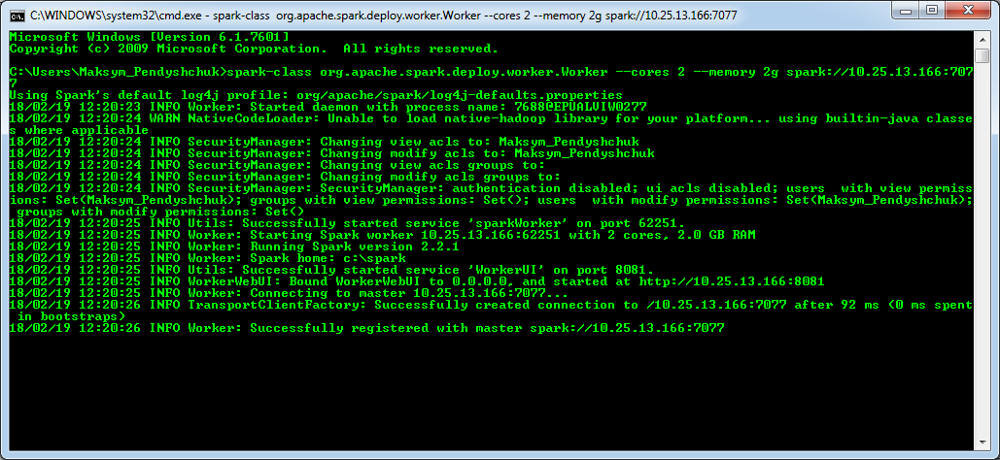 C:\WINDOWS\system32\cmd.exe - spark-class  org.apache.spark.deploy.worker.Worker --cores 2 --memory 2g spark://10.25.13.166:7077
Microsoft Windows [Version 6.1.7601]
Copyright (c) 2009 Microsoft Corporation.  All rights reserved.
C:\Users\Maksym_Pendyshchuk>spark-class org.apache.spark.deploy.worker.Worker --cores 2 --memory 2g spark://10.25.13.166:707
7
Using Spark's default log4j profile: org/apache/spark/log4j-defaults.properties
18/02/19 12:20:23 INFO Worker: Started daemon with process name: 7688@EPUALVIW0277
18/02/19 12:20:24 WARN NativeCodeLoader: Unable to load native-hadoop library for your platform... using builtin-java classe
s where applicable
18/02/19 12:20:24 INFO SecurityManager: Changing view acls to: Maksym_Pendyshchuk
18/02/19 12:20:24 INFO SecurityManager: Changing modify acls to: Maksym_Pendyshchuk
18/02/19 12:20:24 INFO SecurityManager: Changing view acls groups to:
18/02/19 12:20:24 INFO SecurityManager: Changing modify acls groups to:
18/02/19 12:20:24 INFO SecurityManager: SecurityManager: authentication disabled; ui acls disabled; users  with view permiss
ions: Set(Maksym_Pendyshchuk); groups with view permissions: Set(); users  with modify permissions: Set(Maksym_Pendyshchuk);
 groups with modify permissions: Set()
18/02/19 12:20:25 INFO Utils: Successfully started service 'sparkWorker' on port 62251.
18/02/19 12:20:25 INFO Worker: Starting Spark worker 10.25.13.166:62251 with 2 cores, 2.0 GB RAM
18/02/19 12:20:25 INFO Worker: Running Spark version 2.2.1
18/02/19 12:20:25 INFO Worker: Spark home: c:\spark
18/02/19 12:20:25 INFO Utils: Successfully started service 'WorkerUI' on port 8081.
18/02/19 12:20:25 INFO WorkerWebUI: Bound WorkerWebUI to 0.0.0.0, and started at http://10.25.13.166:8081
18/02/19 12:20:25 INFO Worker: Connecting to master 10.25.13.166:7077...
18/02/19 12:20:26 INFO TransportClientFactory: Successfully created connection to /10.25.13.166:7077 after 92 ms (0 ms spent
 in bootstraps)
18/02/19 12:20:26 INFO Worker: Successfully registered with master spark://10.25.13.166:7077